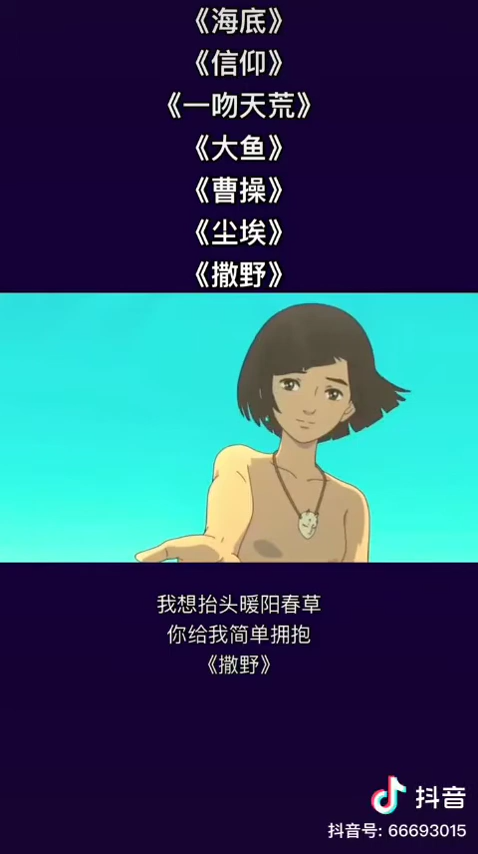 《海底》
《信仰》
《一吻天荒》
《大鱼》
《曹操》
《尘埃》
《撒野》
我想抬头暖阳春草
你给我简单拥抱
《撒野》
抖音
抖音号: 66693015